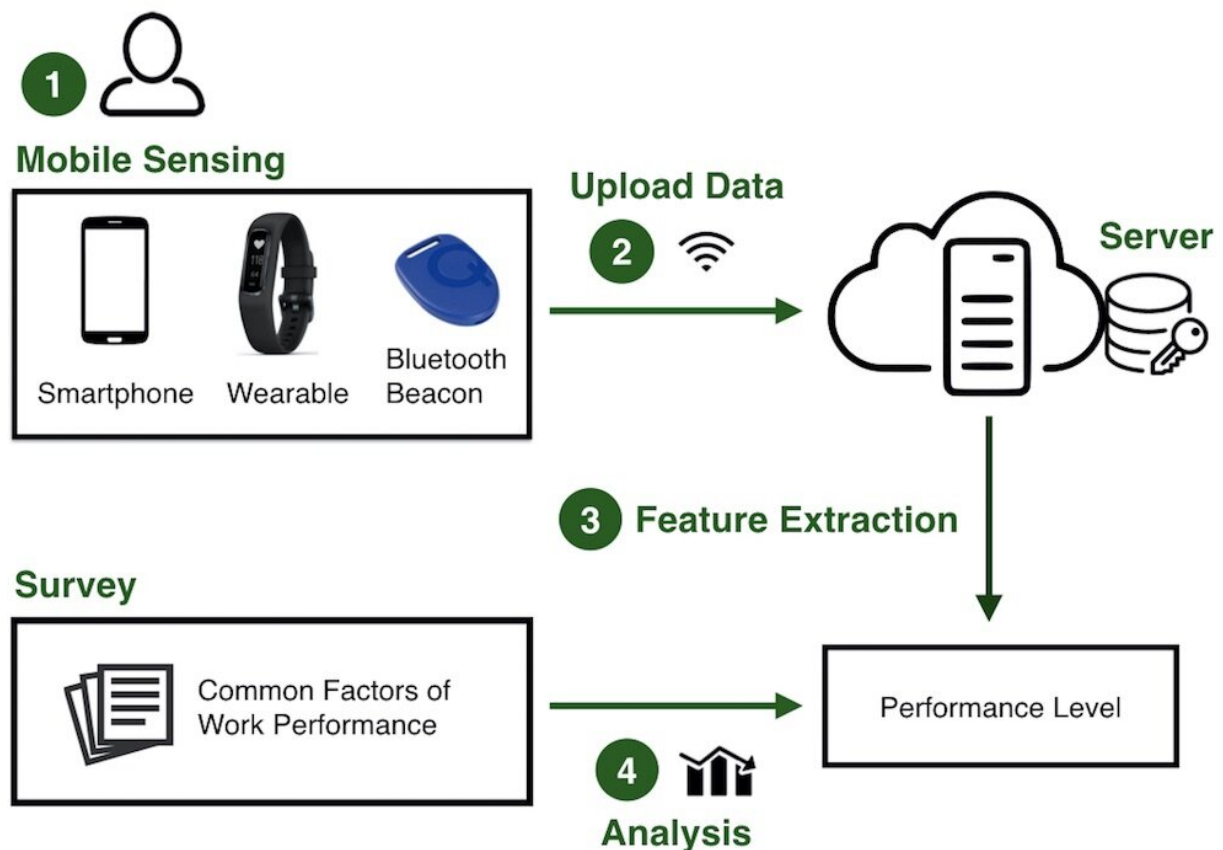 1
Mobile Sensing
Smartphone
Wearable
Bluetooth
Beacon
Upload Data
2
Server
3 Feature Extraction
Survey
Common Factors of
Work Performance
4
Analysis
Performance Level